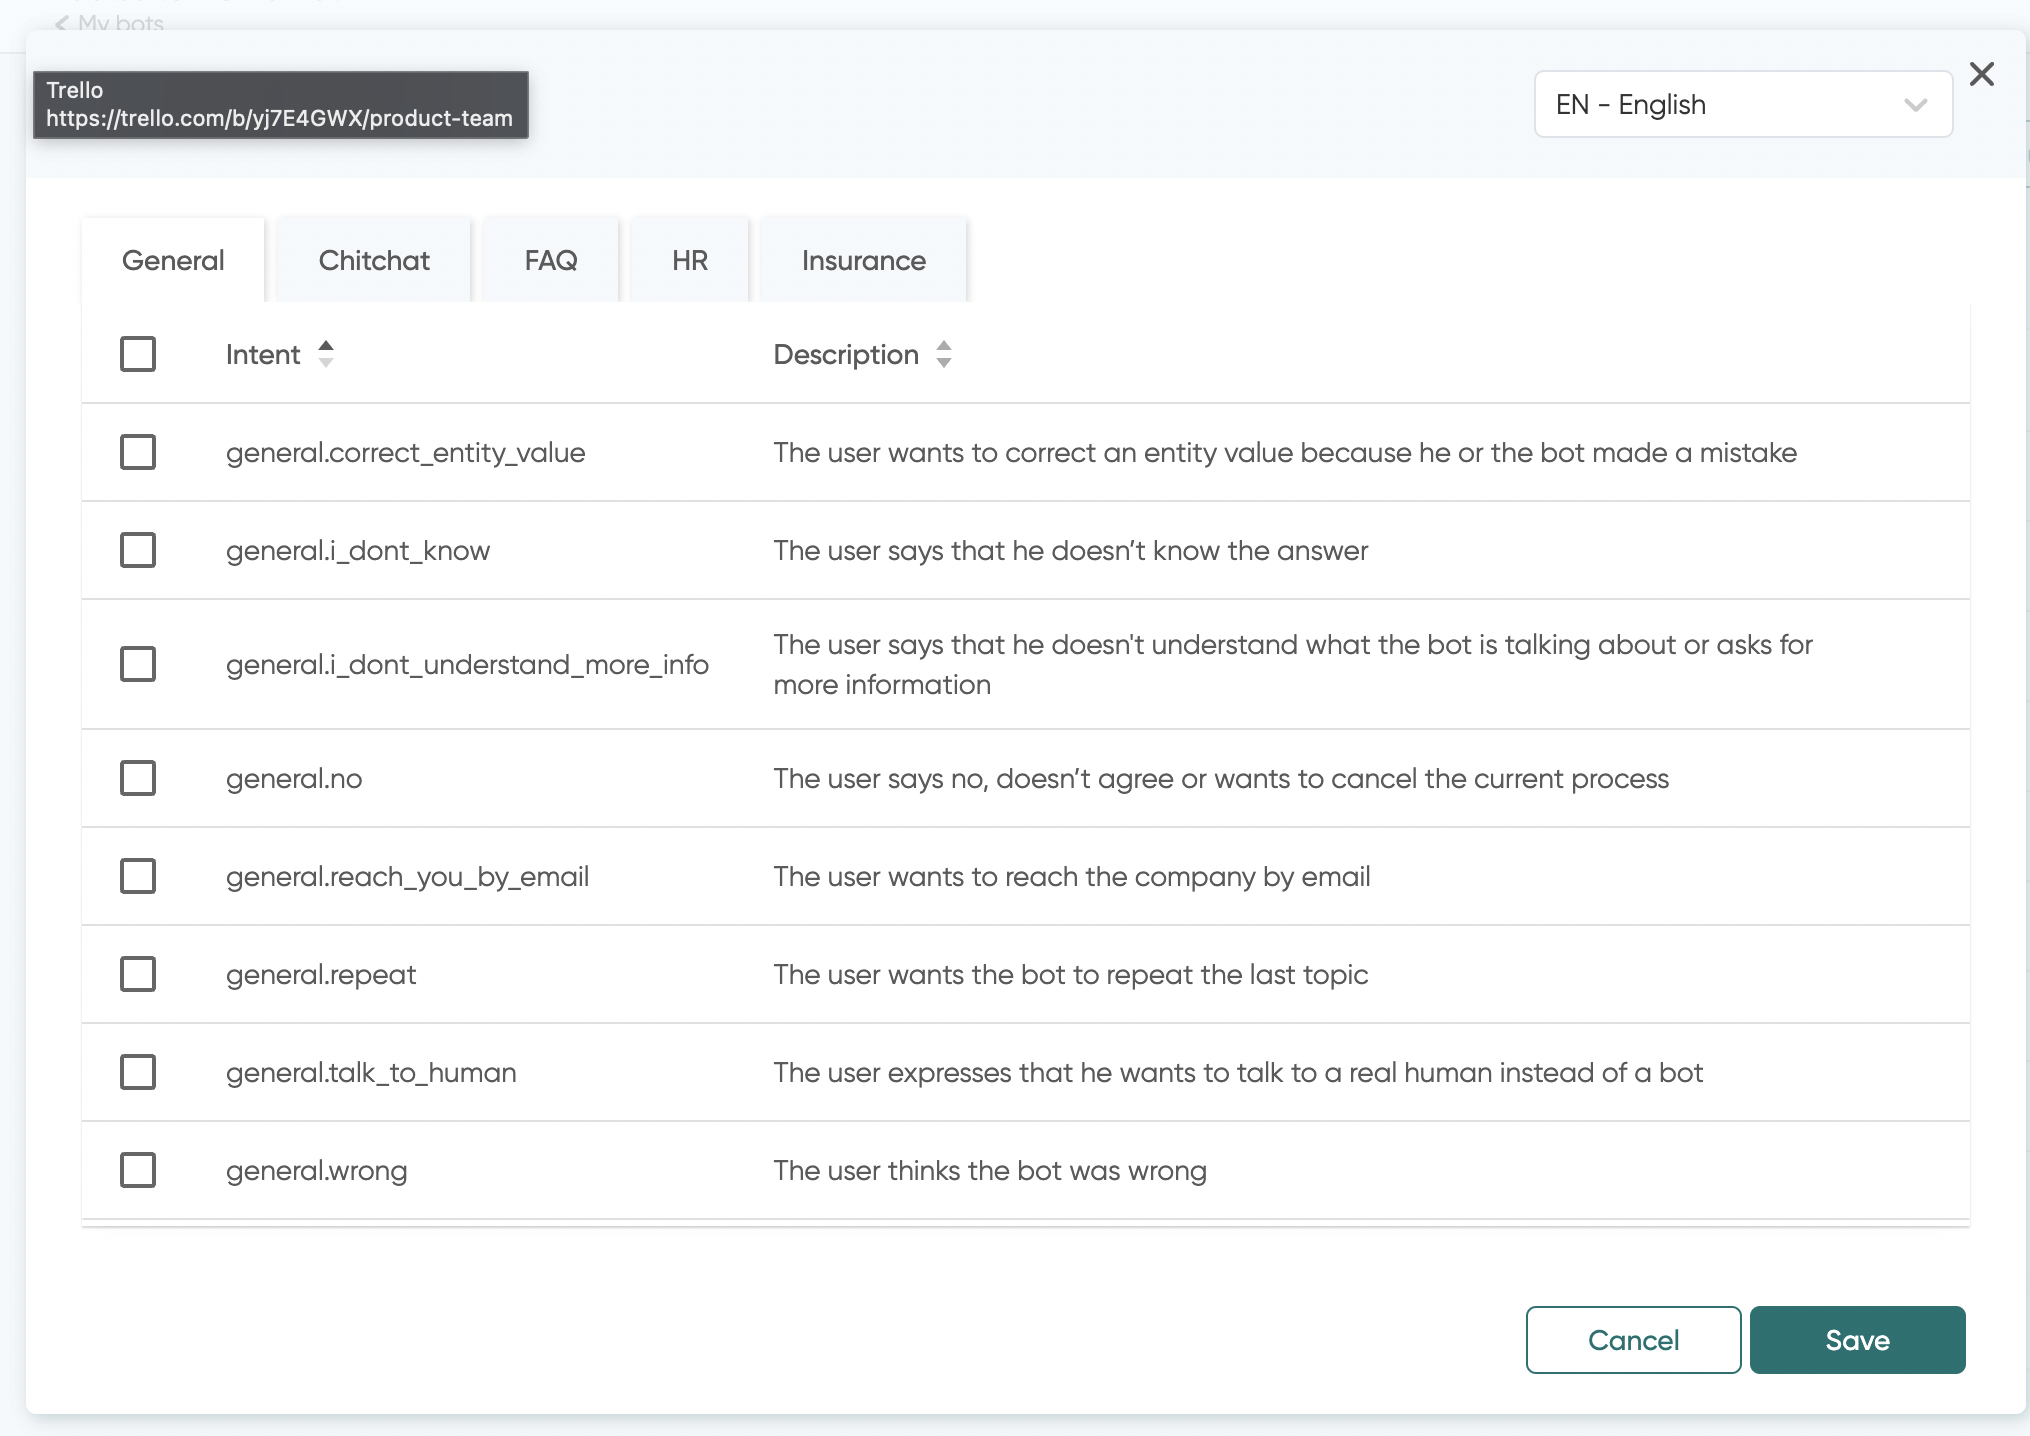 My bots
Trello
https://trello.com/b/yj7E4GWX/product-team
EN - English
General
Chitchat
FAQ
HR
Insurance
Intent
Description
general.correct_entity_value
The user wants to correct an entity value because he or the bot made a mistake
general.i_dont_know
The user says that he doesn’t know the answer
general.i_dont_understand_more_info
The user says that he doesn't understand what the bot is talking about or asks for
more information
general.no
The user says no, doesn’t agree or wants to cancel the current process
general.reach_you_by_email
The user wants to reach the company by email
general.repeat
The user wants the bot to repeat the last topic
general.talk_to_human
The user expresses that he wants to talk to a real human instead of a bot
general.wrong
The user thinks the bot was wrong
Cancel
Save